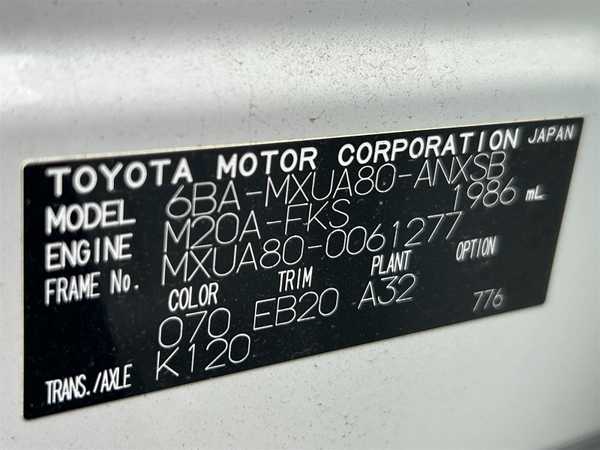 TOYOTA MOTOR CORPORATION JAPAN
MODEL 6BA-MXUA80-ANXSB
ENGINE M20A-FKS 1986 mL
FRAME No. MXUA80-0061277
COLOR TRIM PLANT OPTION
070 EB20 A32 776
TRANS./AXLE K120